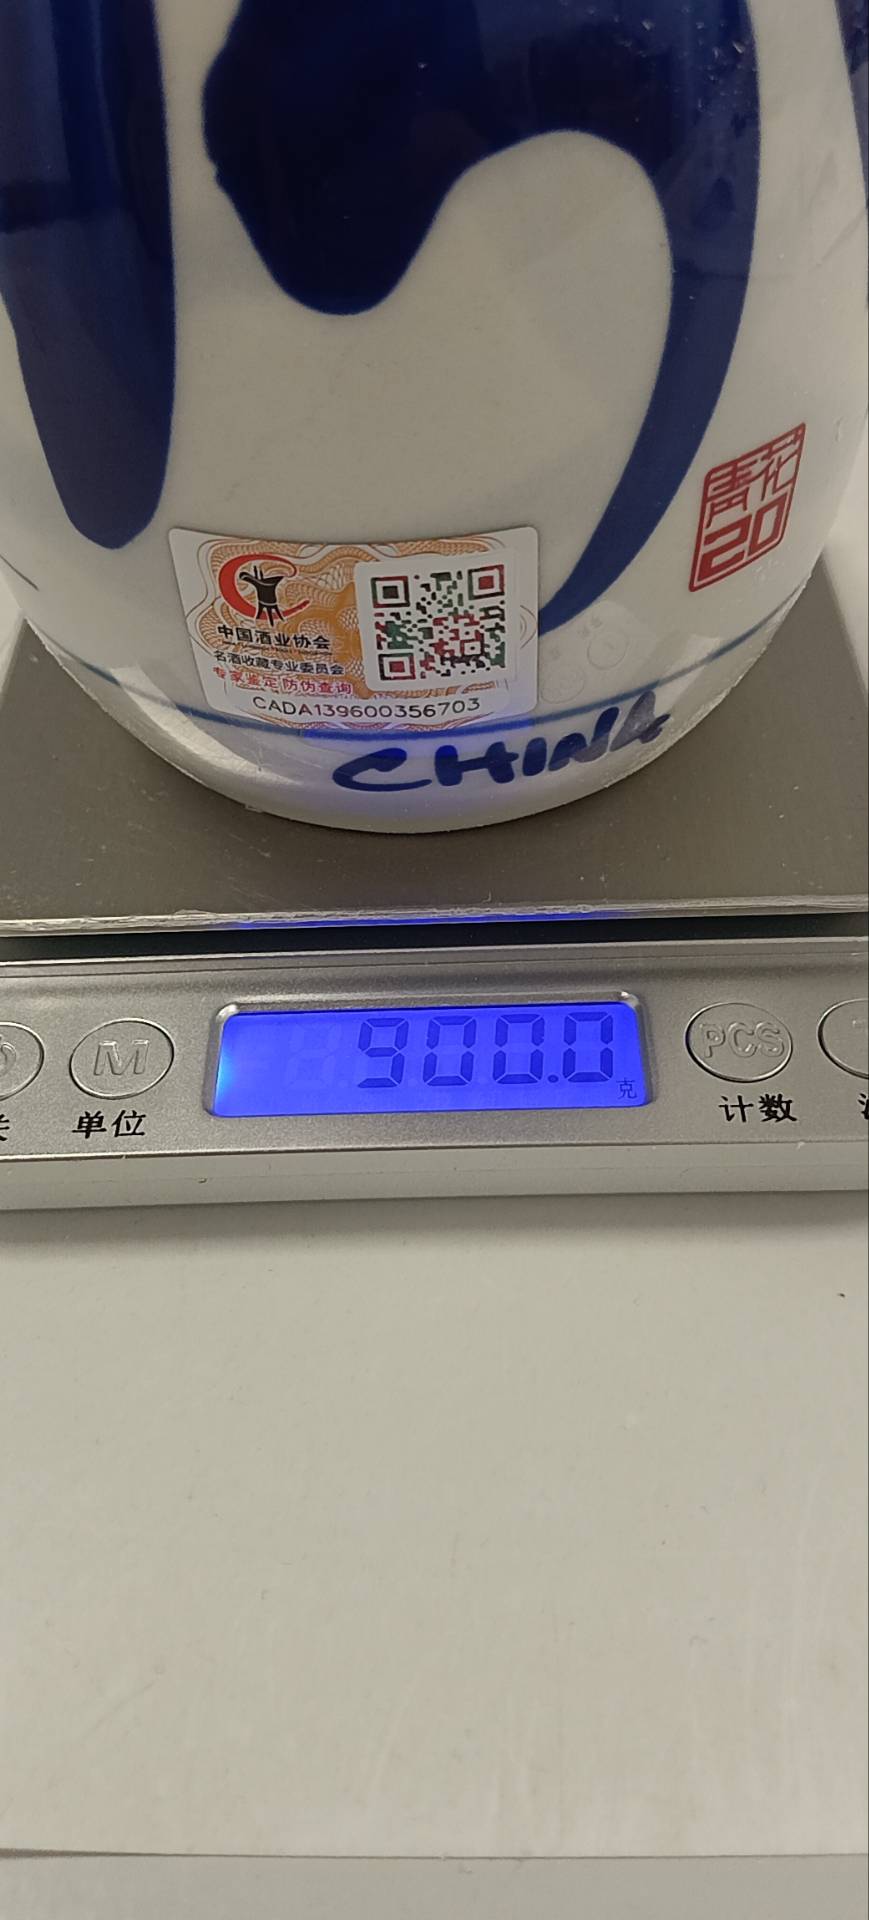 青花
20
中国酒业协会
名酒收藏专业委员会
专家鉴定 防伪查询
CADA139600356703
CHINA
900.0
克
M
单位
PCS
计数